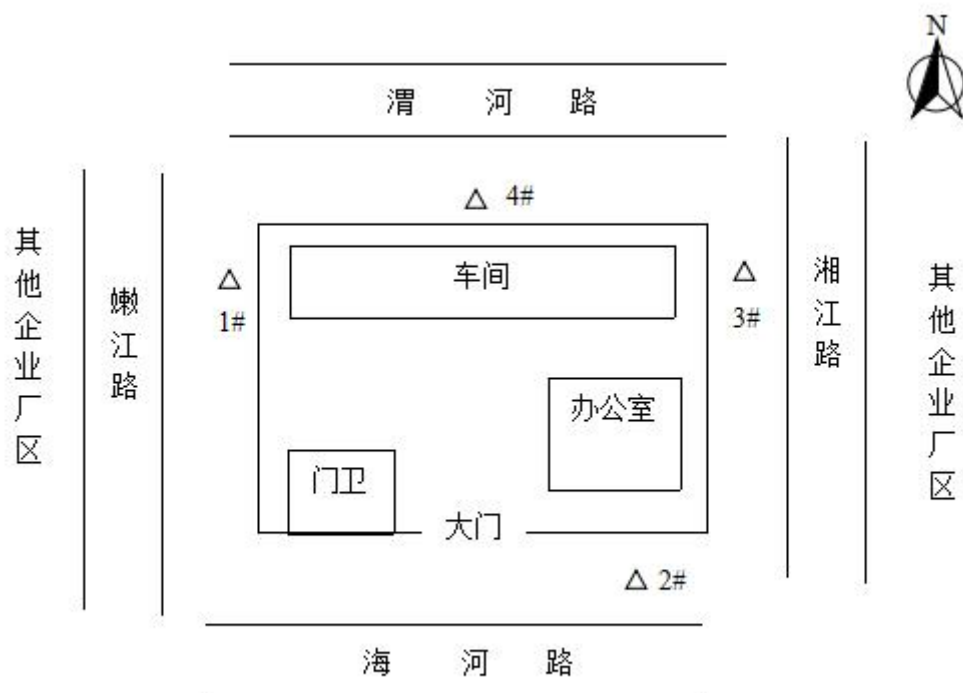 N
渭河路
△ 4#
其他企业厂区
嫩江路
△
1#
车间
△
3#
湘江路
其他企业厂区
办公室
门卫
大门
△ 2#
海河路